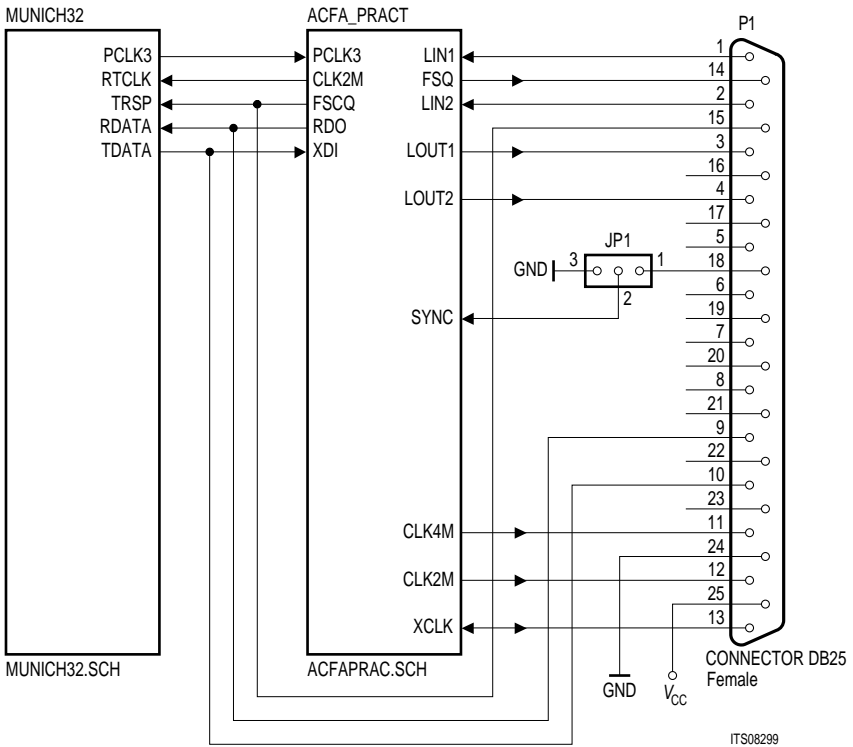 MUNICH32
PCLK3
RTCLK
TRSP
RDATA
TDATA
MUNICH32.SCH
ACFA_PRACT
PCLK3
CLK2M
FSCQ
RDO
XDI
LIN1
FSQ
LIN2
LOUT1
LOUT2
SYNC
CLK4M
CLK2M
XCLK
ACFAPRAC.SCH
JP1
GND
3
1
2
P1
1
14
2
15
3
16
4
17
5
18
6
19
7
20
8
21
9
22
10
23
11
24
12
25
13
GND
VCC
CONNECTOR DB25
Female
ITS08299